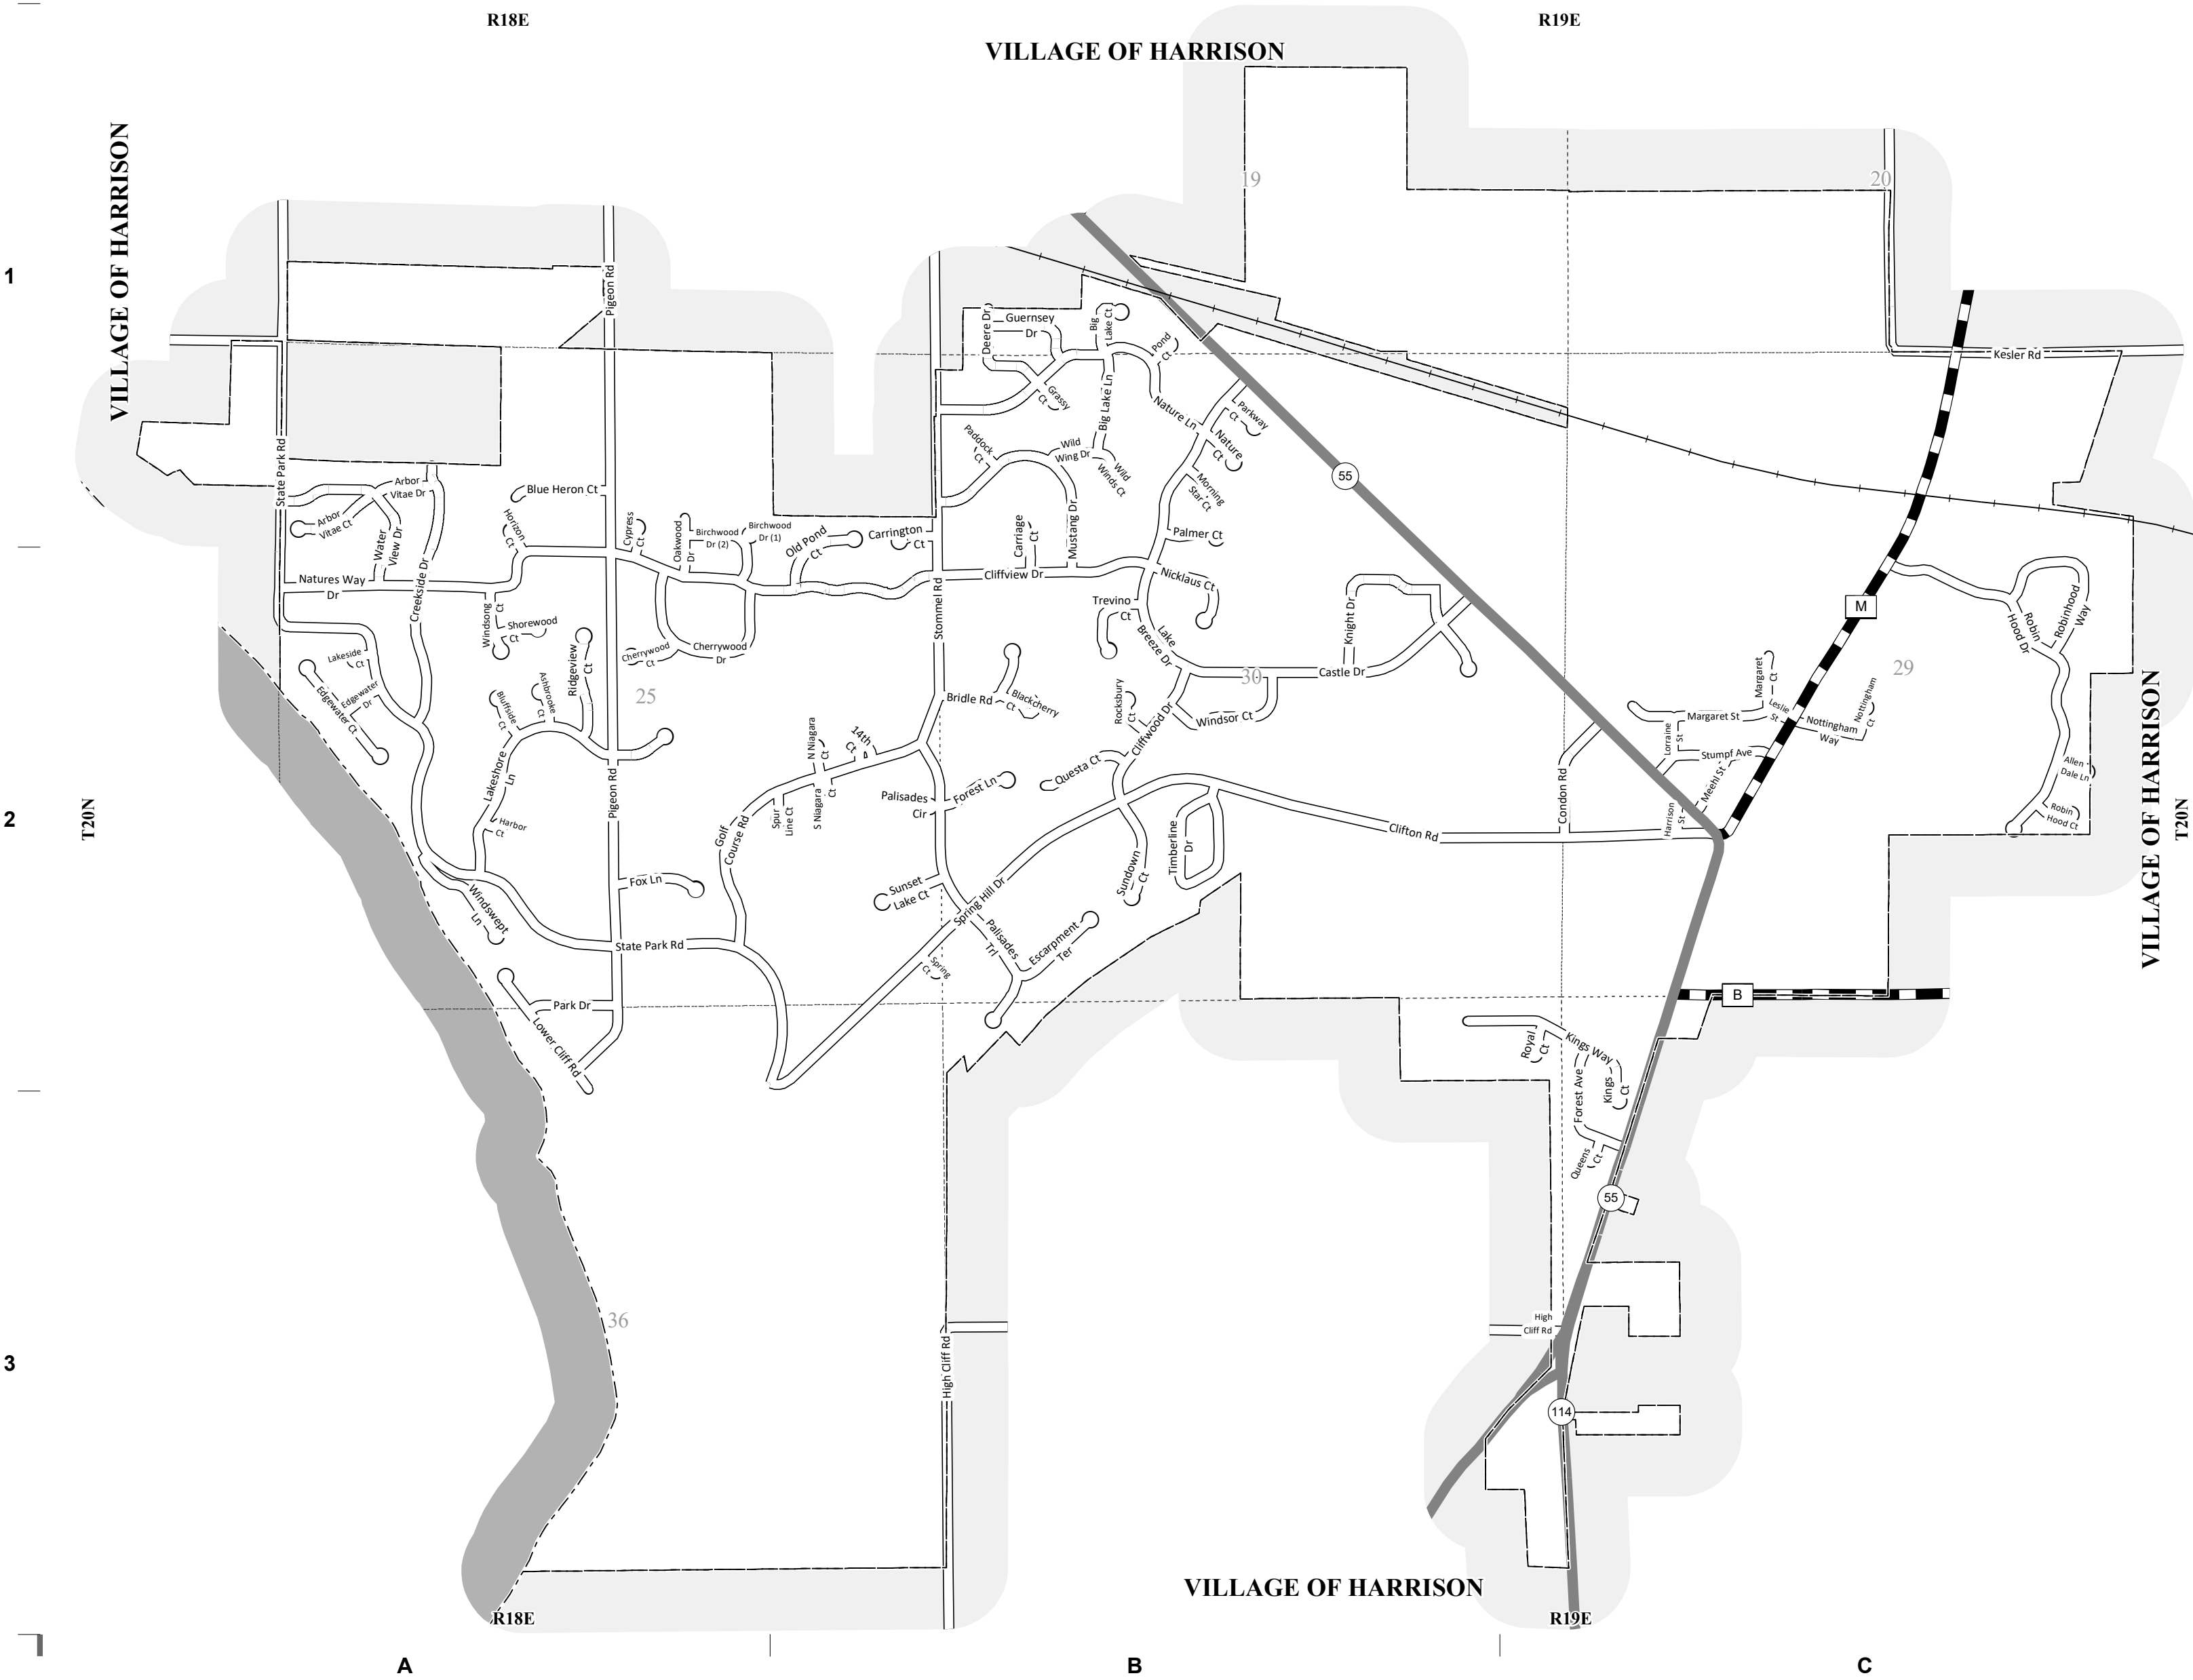 R18E
R19E
VILLAGE OF HARRISON
VILLAGE OF HARRISON
19
20
1
Pigeon Rd
Deere Dr
Guernsey
Dr
Big
Lake Ct
Pond
Ct
Kesler Rd
Grassy
Ct
Big Lake Ln
Nature Ln
Parkway
Ct
Nature
Ct
State Park Rd
Paddock
Ct
Wild
Wing Dr
Wild
Winds Ct
55
Arbor
Vitae Dr
Blue Heron Ct
Morning
Star Ct
Arbor
Vitae Ct
Water
View Dr
Horizon
Ct
Cypress
Ct
Oakwood
Dr
Birchwood
Dr (2)
Birchwood
Dr (1)
Old Pond
Ct
Carrington
Ct
Carriage
Ct
Mustang Dr
Palmer Ct
Natures Way
Dr
Creekside Dr
Cliffview Dr
Nicklaus Ct
Stommel Rd
Windsong
Ct
Shorewood
Ct
Trevino
Ct
Lake
Breeze Dr
Knight Dr
M
Robin
Hood Dr
Robinhood
Way
Lakeside
Ct
Cherrywood
Ct
Cherrywood
Dr
Ridgeview
Ct
Edgewater
Dr
Edgewater Ct
Bluffside
Ct
Ashbrooke
Ct
25
30
Castle Dr
29
Bridle Rd
Blackcherry
Ct
Rocksbury
Ct
Windsor Ct
Cliffwood Dr
Margaret
Ct
Leslie
St
Margaret St
Nottingham
Way
Nottingham
Ct
Lorraine
St
Stumpf Ave
Meehl St
N Niagara
Ct
14th
Ct
VILLAGE OF HARRISON
Allen
Dale Ln
Lakeshore
Ln
Pigeon Rd
Questa Ct
Palisades
Cir
Forest Ln
Golf
Course Rd
Spur
Line Ct
S Niagara
Ct
Condon Rd
Harrison
St
Robin
Hood Ct
2
T20N
T20N
Harbor
Ct
Clifton Rd
Timberline
Dr
Sundown
Ct
Fox Ln
Sunset
Lake Ct
Spring Hill Dr
Windswept
Ln
State Park Rd
Palisades
Trl
Escarpment
Ter
Spring
Ct
B
Park Dr
Lower Cliff Rd
Royal
Ct
Kings Way
Forest Ave
Kings
Ct
Queens
Ct
55
36
High
Cliff Rd
3
High Cliff Rd
114
VILLAGE OF HARRISON
R18E
R19E
A
B
C